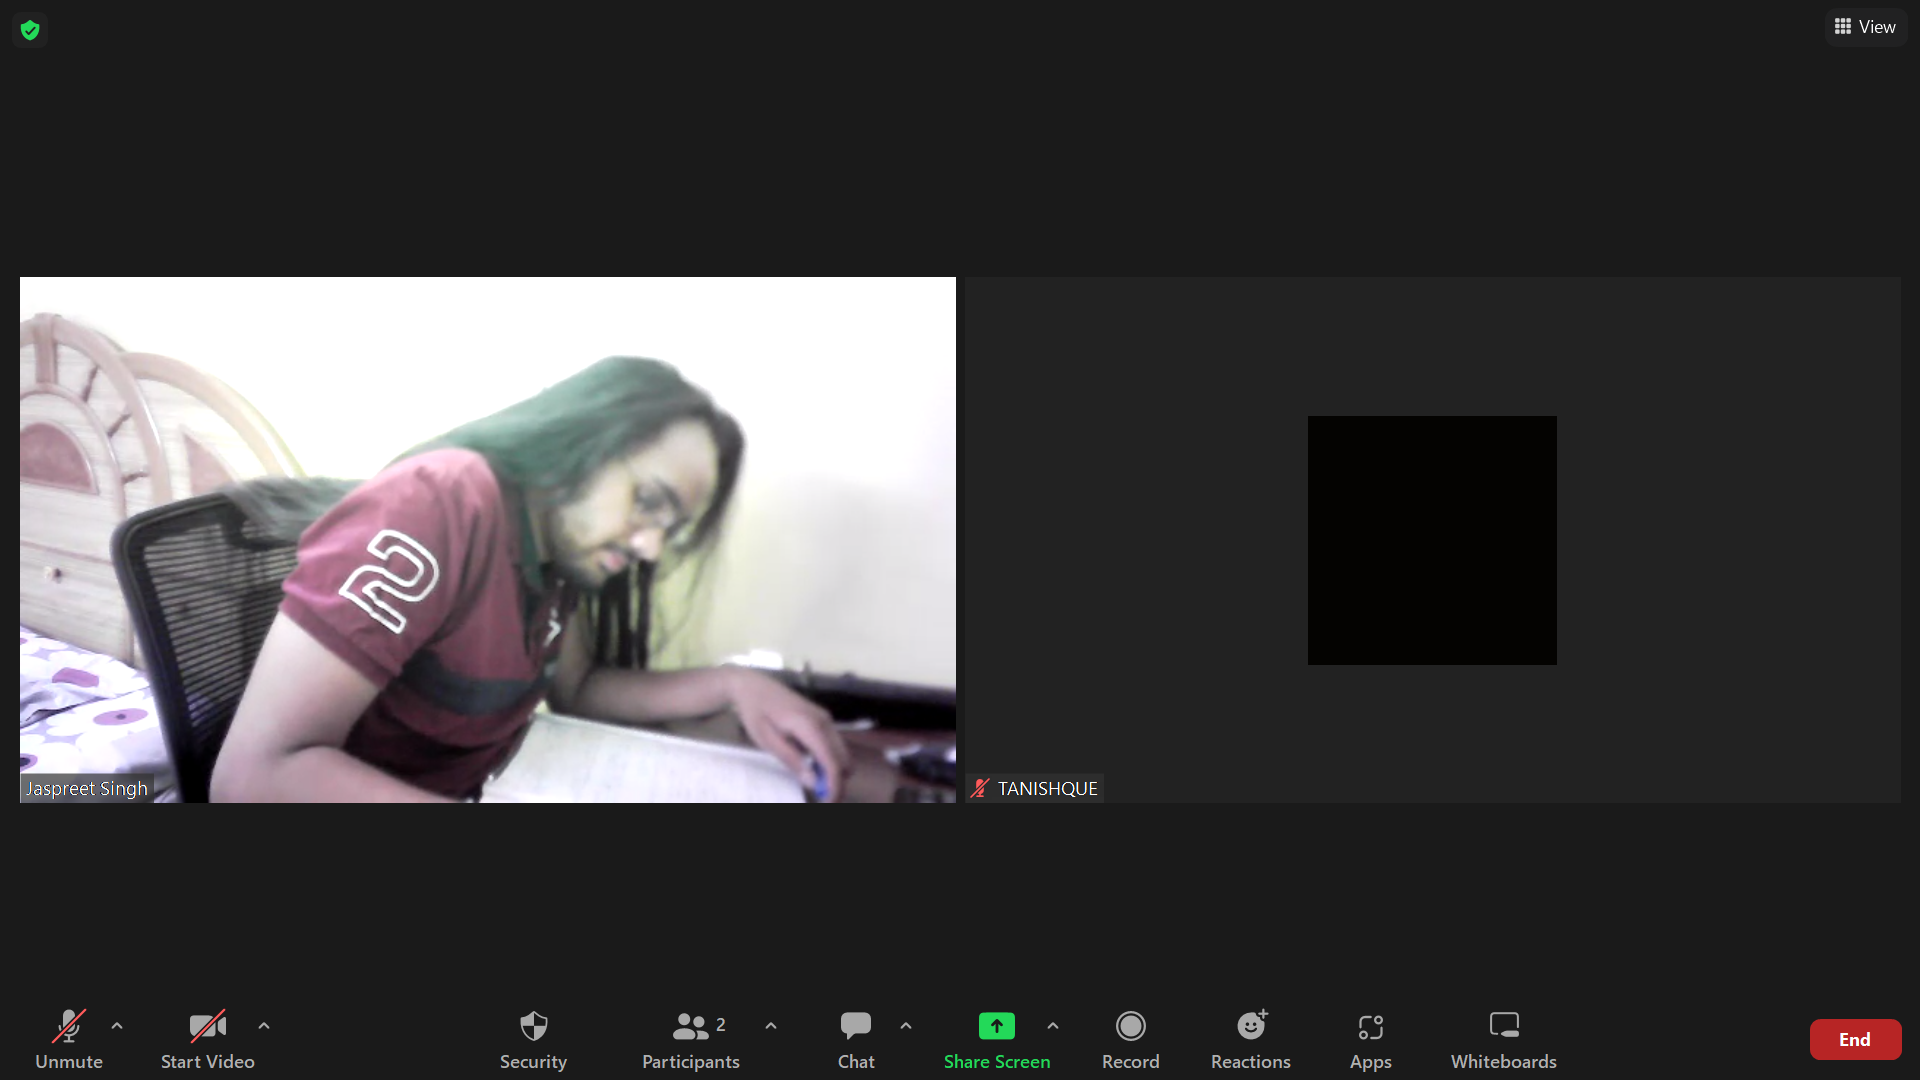 View
2
Jaspreet Singh
TANISHQUE
2
Unmute
Start Video
Security
Participants
Chat
Share Screen
Record
Reactions
Apps
Whiteboards
End